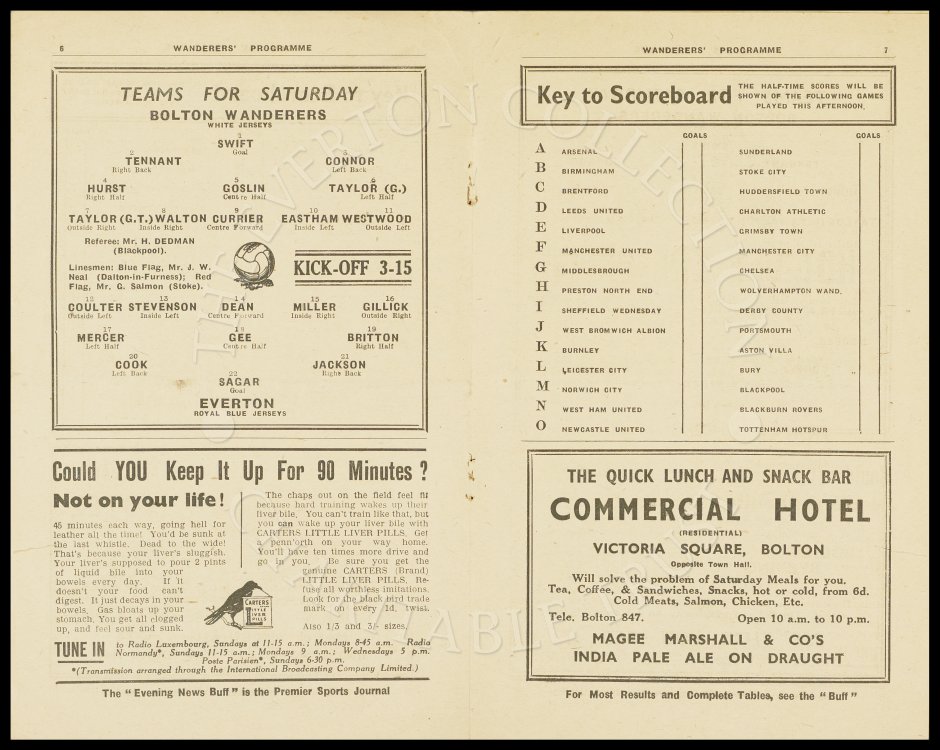 6 WANDERERS' PROGRAMME
TEAMS FOR SATURDAY
BOLTON WANDERERS
WHITE JERSEYS
1
SWIFT
Goal
2 3
TENNANT CONNOR
Right Back Left Back
4 5 6
HURST GOSLIN TAYLOR (G.)
Right Half Centre Half Left Half
7 8 9 10 11
TAYLOR (G.T.) WALTON CURRIER EASTHAM WESTWOOD
Outside Right Inside Right Centre Forward Inside Left Outside Left
Referee: Mr. H. DEDMAN
(Blackpool).
Linesmen: Blue Flag, Mr. J. W.
Neal (Dalton-in-Furness); Red
Flag, Mr. G. Salmon (Stoke).
KICK-OFF 3-15
12 13 14 15 16
COULTER STEVENSON DEAN MILLER GILLICK
Outside Left Inside Left Centre Forward Inside Right Outside Right
17 18 19
MERCER GEE BRITTON
Left Half Centre Half Right Half
20 21
COOK JACKSON
Left Back Right Back
22
SAGAR
Goal
EVERTON
ROYAL BLUE JERSEYS
Could YOU Keep It Up For 90 Minutes?
Not on your life!
45 minutes each way, going hell for
leather all the time! You'd be sunk at
the last whistle. Dead to the wide!
That's because your liver's sluggish.
Your liver's supposed to pour 2 pints
of liquid bile into your
bowels every day. If it
doesn't your food can't
digest. It just decays in your
bowels. Gas bloats up your
stomach. You get all clogged
up, and feel sour and sunk.
The chaps out on the field feel fit
because hard training wakes up their
liver bile. You can't train like that, but
you can wake up your liver bile with
CARTERS LITTLE LIVER PILLS. Get
a penn'orth on your way home.
You'll have ten times more drive and
go in you. Be sure you get the
genuine CARTERS (Brand)
LITTLE LIVER PILLS. Re-
fuse all worthless imitations.
Look for the black bird trade
mark on every 1d. twist.
Also 1/3 and 3/- sizes.
CARTERS
LITTLE
LIVER
PILLS
TUNE IN to Radio Luxembourg, Sundays at 11-15 a.m.; Mondays 8-45 a.m. Radio
Normandy*, Sundays 11-15 a.m.; Mondays 9 a.m.; Wednesdays 5 p.m.
Poste Parisien*, Sundays 6-30 p.m.
*(Transmission arranged through the International Broadcasting Company Limited.)
The "Evening News Buff" is the Premier Sports Journal
WANDERERS' PROGRAMME 7
Key to Scoreboard
THE HALF-TIME SCORES WILL BE
SHOWN OF THE FOLLOWING GAMES
PLAYED THIS AFTERNOON.
GOALS GOALS
A ARSENAL SUNDERLAND
B BIRMINGHAM STOKE CITY
C BRENTFORD HUDDERSFIELD TOWN
D LEEDS UNITED CHARLTON ATHLETIC
E LIVERPOOL GRIMSBY TOWN
F MANCHESTER UNITED MANCHESTER CITY
G MIDDLESBROUGH CHELSEA
H PRESTON NORTH END WOLVERHAMPTON WAND.
I SHEFFIELD WEDNESDAY DERBY COUNTY
J WEST BROMWICH ALBION PORTSMOUTH
K BURNLEY ASTON VILLA
L LEICESTER CITY BURY
M NORWICH CITY BLACKPOOL
N WEST HAM UNITED BLACKBURN ROVERS
O NEWCASTLE UNITED TOTTENHAM HOTSPUR
THE QUICK LUNCH AND SNACK BAR
COMMERCIAL HOTEL
(RESIDENTIAL)
VICTORIA SQUARE, BOLTON
Opposite Town Hall.
Will solve the problem of Saturday Meals for you.
Tea, Coffee, & Sandwiches, Snacks, hot or cold, from 6d.
Cold Meats, Salmon, Chicken, Etc.
Tele. Bolton 847. Open 10 a.m. to 10 p.m.
MAGEE MARSHALL & CO'S
INDIA PALE ALE ON DRAUGHT
For Most Results and Complete Tables, see the "Buff"